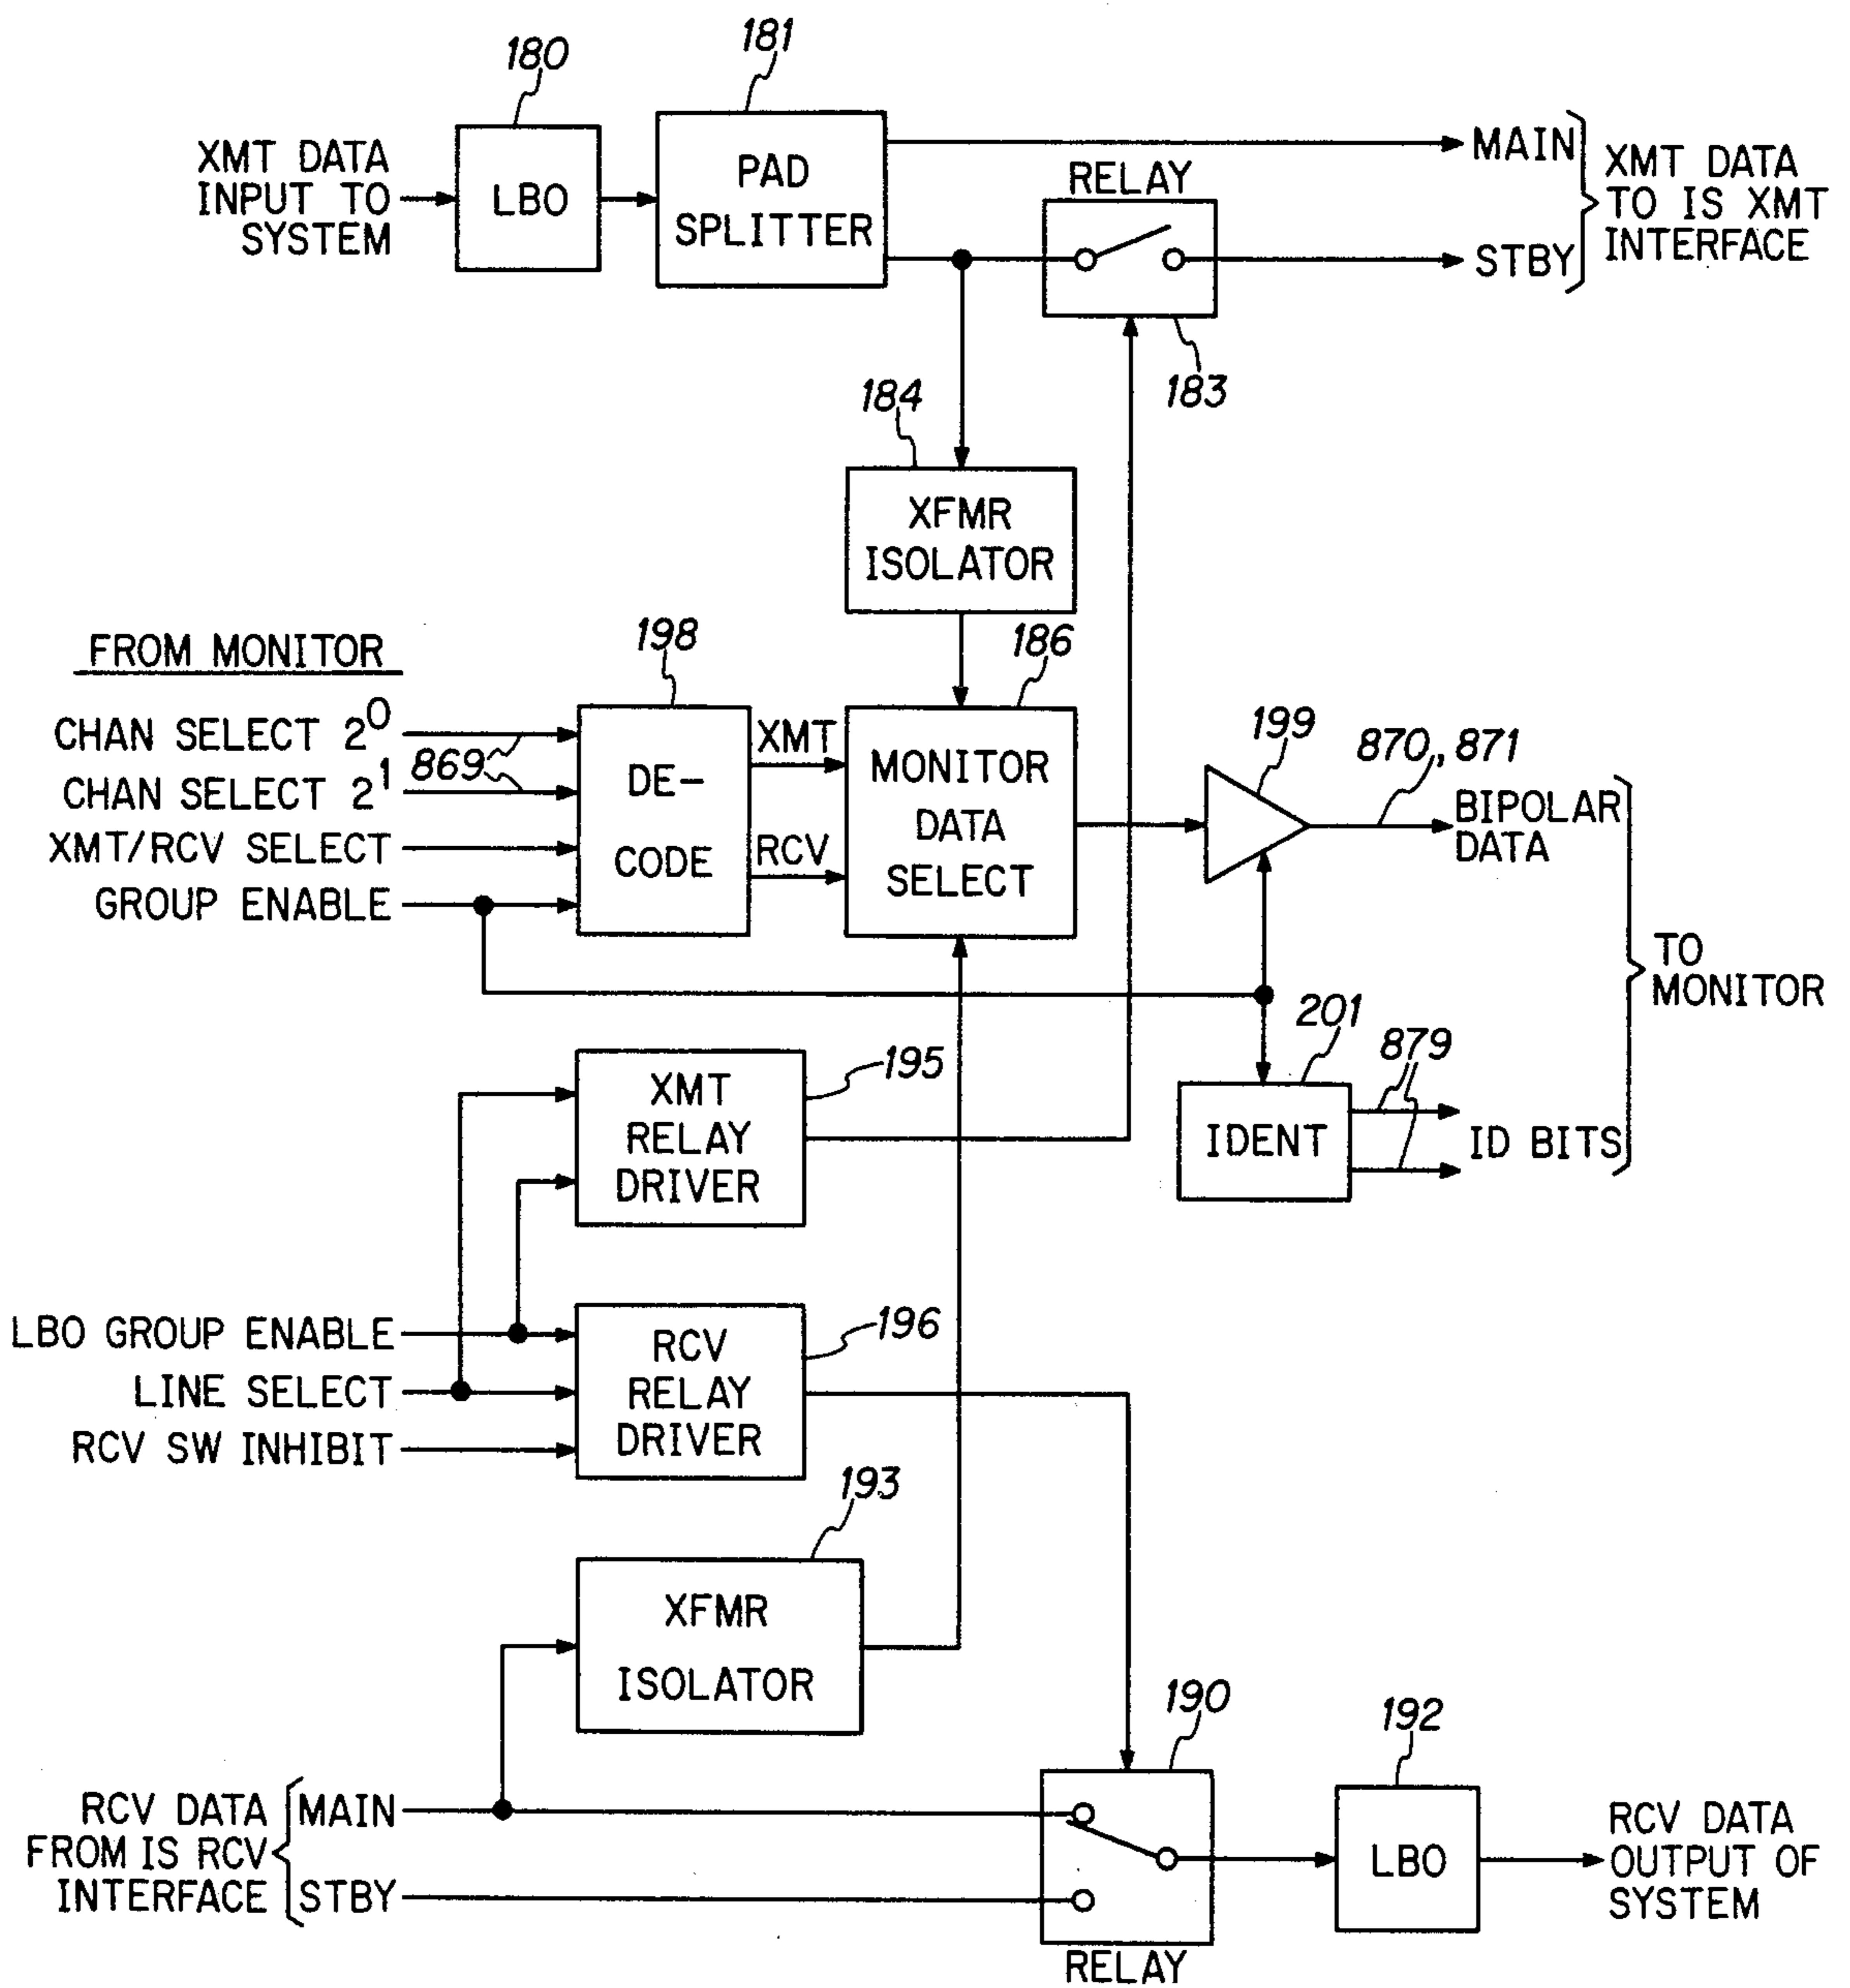 180
181
XMT DATA
INPUT TO
SYSTEM
LBO
PAD
SPLITTER
RELAY
183
MAIN
STBY
XMT DATA
TO IS XMT
INTERFACE
184
XFMR
ISOLATOR
FROM MONITOR
CHAN SELECT 2⁰
CHAN SELECT 2¹
869
XMT/RCV SELECT
GROUP ENABLE
198
DE-
CODE
XMT
RCV
186
MONITOR
DATA
SELECT
199
870, 871
BIPOLAR
DATA
TO
MONITOR
201
IDENT
879
ID BITS
195
XMT
RELAY
DRIVER
LBO GROUP ENABLE
LINE SELECT
RCV SW INHIBIT
196
RCV
RELAY
DRIVER
193
XFMR
ISOLATOR
RCV DATA
FROM IS RCV
INTERFACE
MAIN
STBY
190
RELAY
192
LBO
RCV DATA
OUTPUT OF
SYSTEM